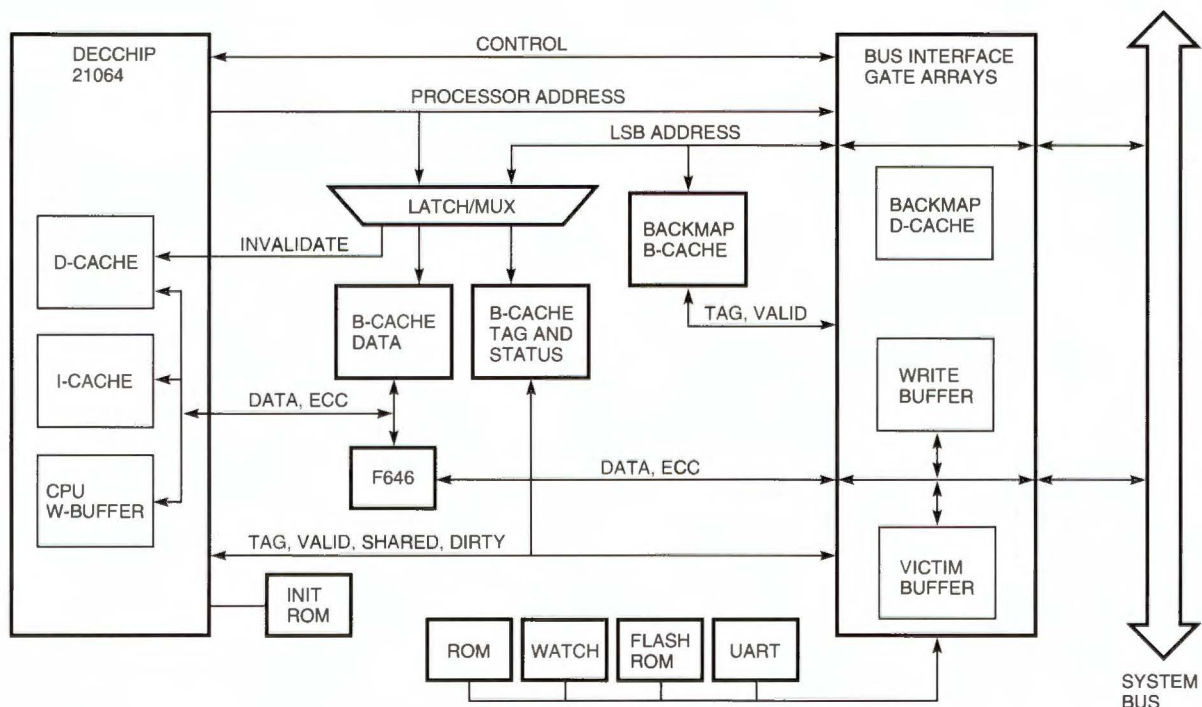 DECCHIP
21064
CONTROL
BUS INTERFACE
GATE ARRAYS
PROCESSOR ADDRESS
LSB ADDRESS
LATCH/MUX
BACKMAP
B-CACHE
BACKMAP
D-CACHE
D-CACHE
INVALIDATE
B-CACHE
DATA
B-CACHE
TAG AND
STATUS
TAG, VALID
I-CACHE
WRITE
BUFFER
DATA, ECC
F646
DATA, ECC
CPU
W-BUFFER
TAG, VALID, SHARED, DIRTY
VICTIM
BUFFER
INIT
ROM
ROM
WATCH
FLASH
ROM
UART
SYSTEM
BUS